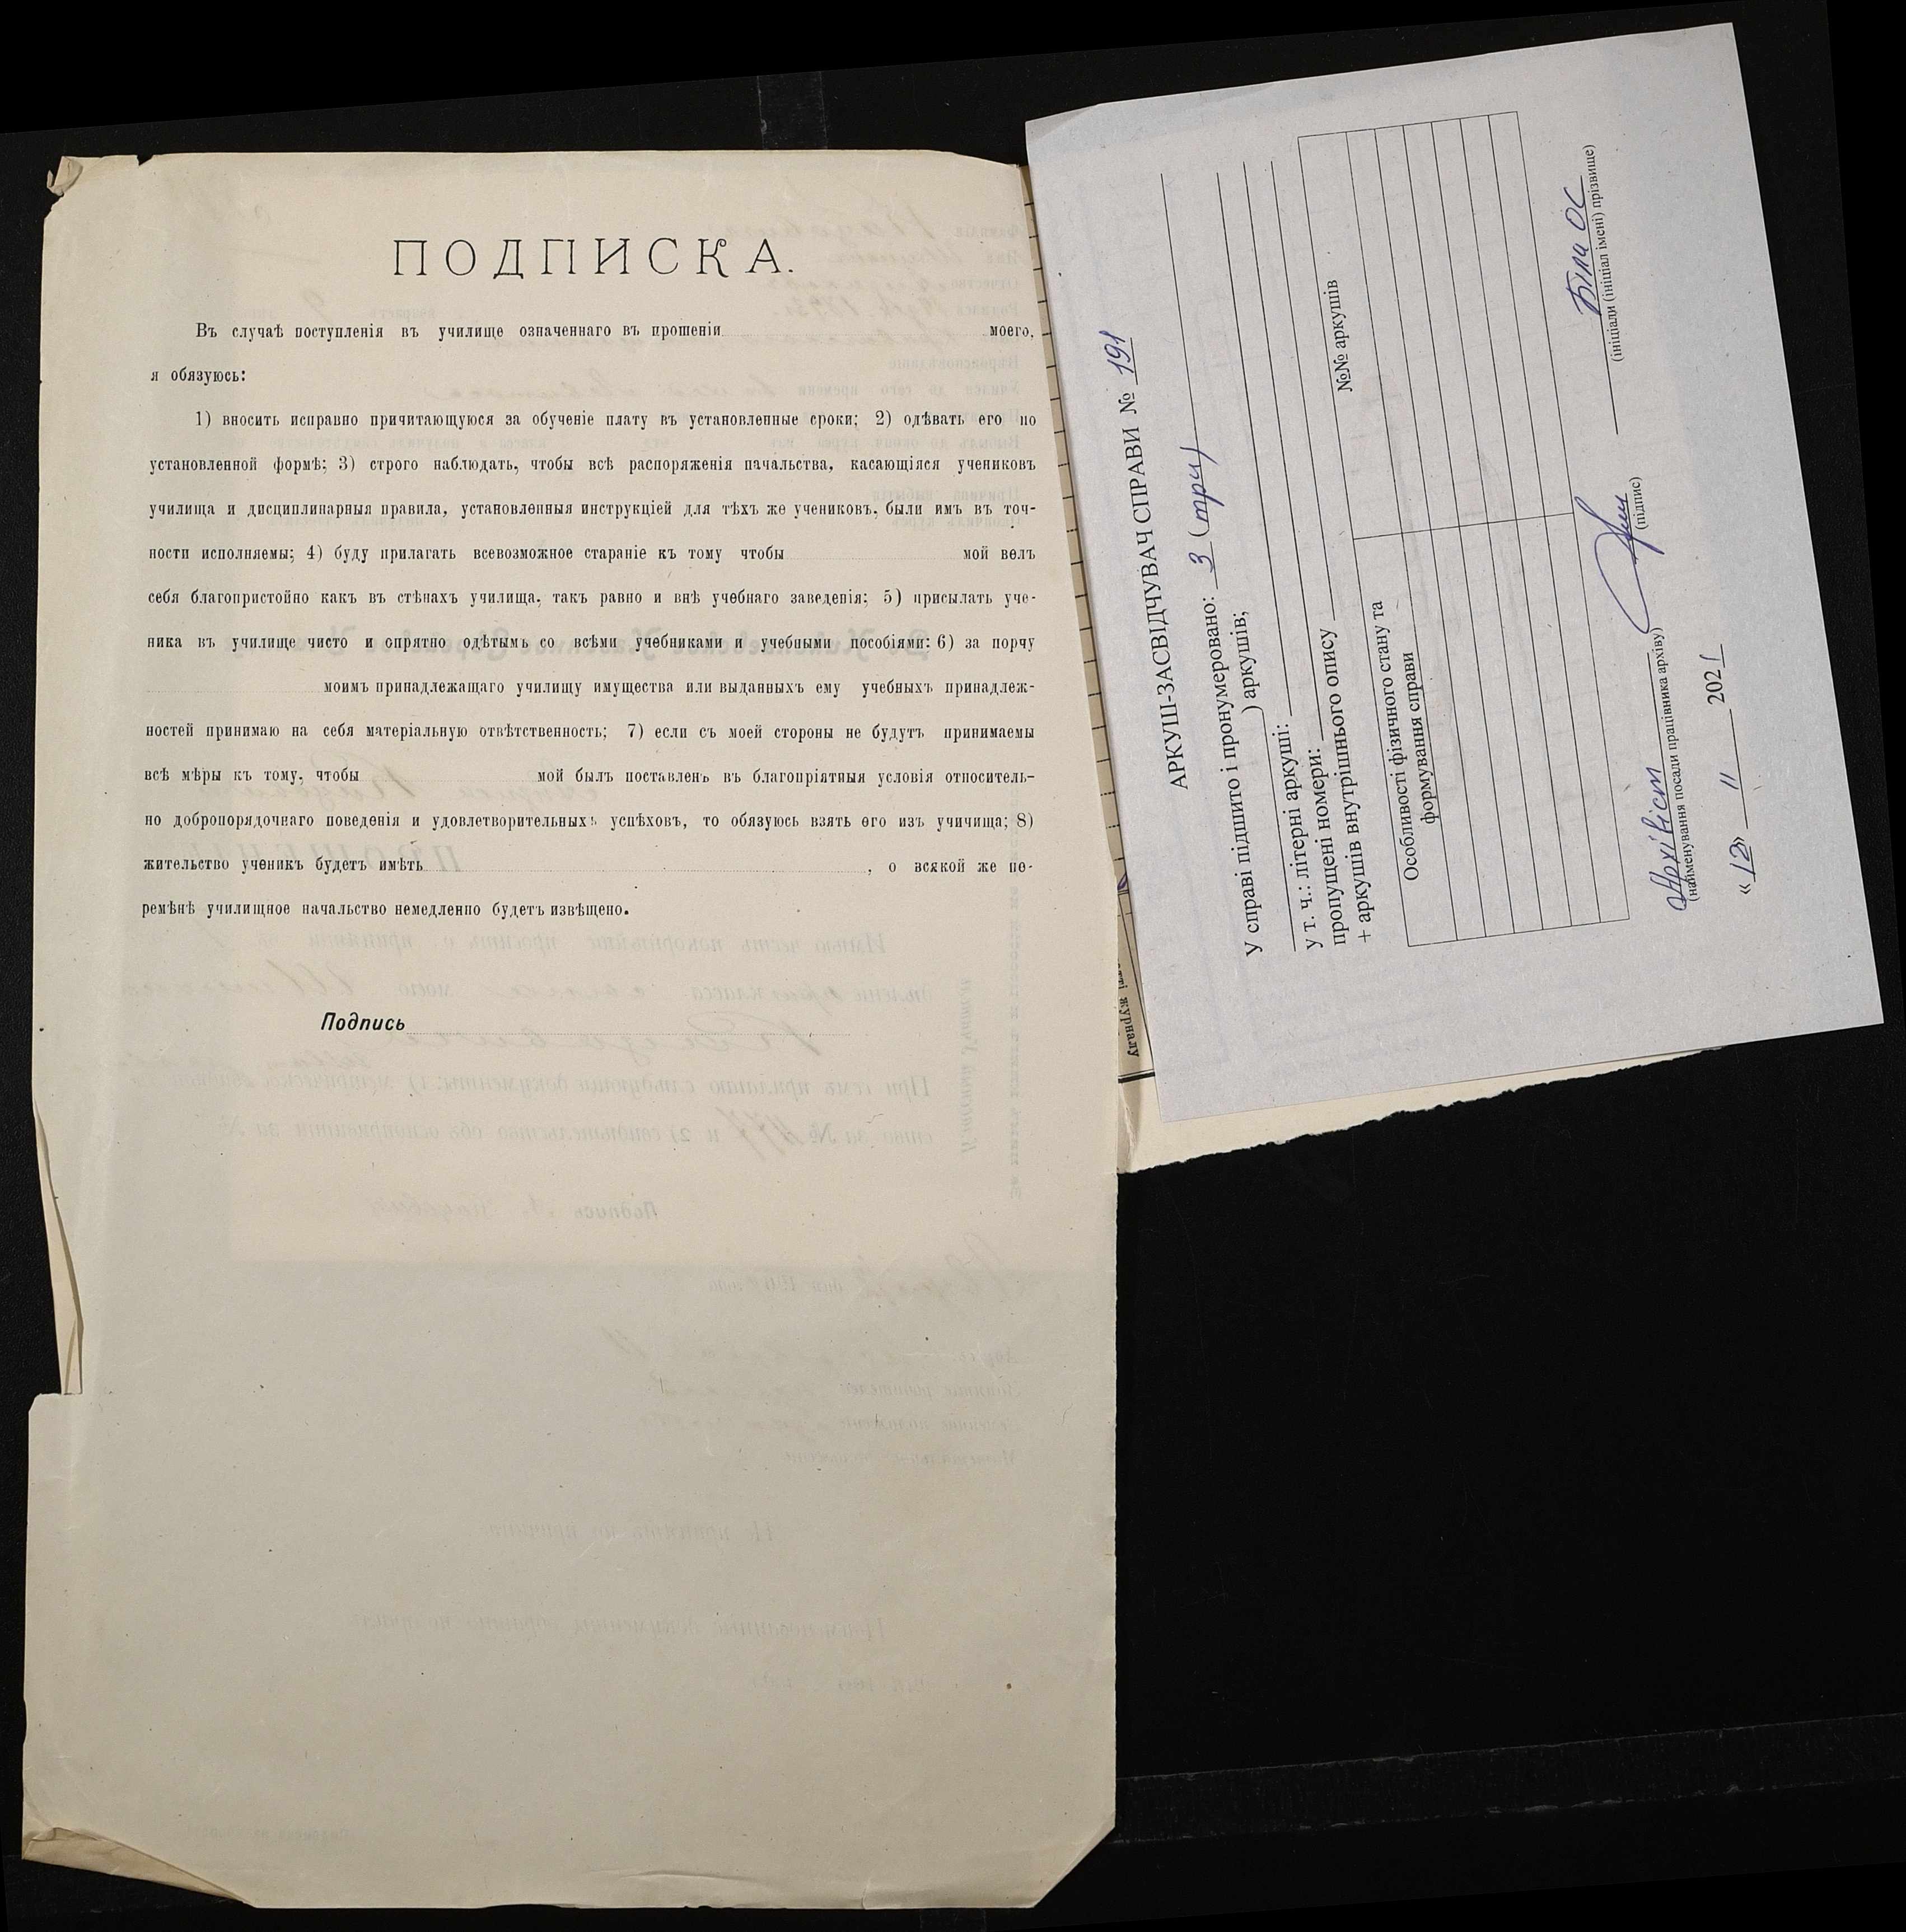 ПОДПИСКА.
Въ случаѣ поступленія въ училище означеннаго въ прошеніи моего,
я обязуюсь:
1) вносить исправно причитающуюся за обученіе плату въ установленные сроки; 2) одѣвать его по
установленной формѣ; 3) строго наблюдать, чтобы всѣ распоряженія начальства, касающіяся учениковъ
училища и дисциплинарныя правила, установленныя инструкціей для тѣхъ же учениковъ, были имъ въ точ-
ности исполняемы; 4) буду прилагать всевозможное стараніе къ тому чтобы мой велъ
себя благопристойно какъ въ стѣнахъ училища, такъ равно и внѣ учебнаго заведенія; 5) присылать уче-
ника въ училище чисто и опрятно одѣтымъ со всѣми учебниками и учебными пособіями: 6) за порчу
моимъ принадлежащаго училищу имущества или выданныхъ ему учебныхъ принадлеж-
ностей принимаю на себя матеріальную отвѣтственность; 7) если съ моей стороны не будутъ принимаемы
всѣ мѣры къ тому, чтобы мой былъ поставленъ въ благопріятныя условія относитель-
но добропорядочнаго поведенія и удовлетворительныхъ успѣховъ, то обязуюсь взять его изъ учичища; 8)
жительство ученикъ будетъ имѣть , о всякой же пе-
ремѣнѣ училищное начальство немедленно будетъ извѣщено.
Подпись
АРКУШ-ЗАСВІДЧУВАЧ СПРАВИ № 191
У справі підшито і пронумеровано: 3 (три
) аркушів;
у т. ч.: літерні аркуші:
пропущені номери:
+ аркушів внутрішнього опису
Особливості фізичного стану та
формування справи
№№ аркушів
Архівіст
(найменування посади працівника архіву)
(підпис)
Біла ОС
(ініціали (ініціал імені) прізвище)
«12» 11 2021
журналу